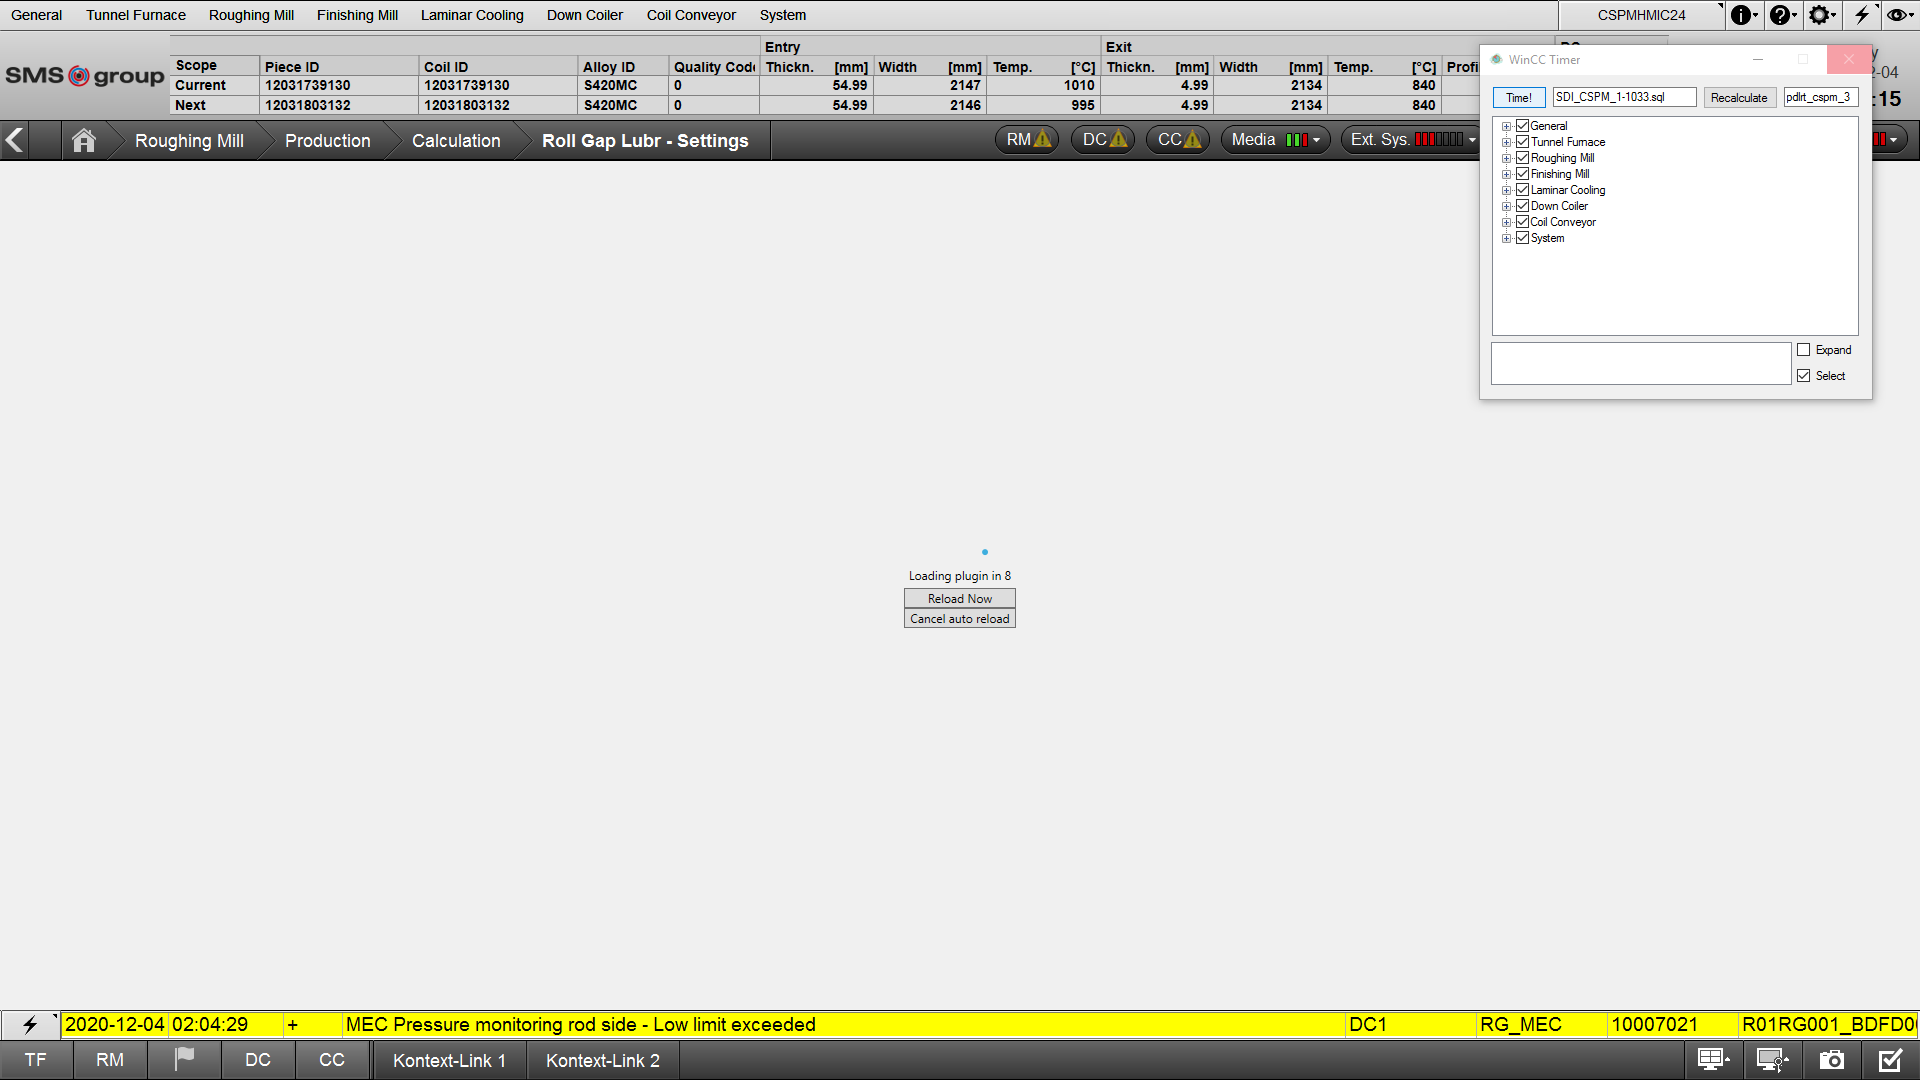 General Tunnel Furnace Roughing Mill Finishing Mill Laminar Cooling Down Coiler Coil Conveyor System CSPMHMIC24
SMS group
Entry Exit
Scope Piece ID Coil ID Alloy ID Quality Code Thickn. [mm] Width [mm] Temp. [°C] Thickn. [mm] Width [mm] Temp. [°C] Profi
Current 12031739130 12031739130 S420MC 0 54.99 2147 1010 4.99 2134 840
Next 12031803132 12031803132 S420MC 0 54.99 2146 995 4.99 2134 840
-04
:15
Roughing Mill Production Calculation Roll Gap Lubr - Settings RM DC CC Media Ext. Sys.
WinCC Timer
Time! SDI_CSPM_1-1033.sql Recalculate pdlrt_cspm_3
General
Tunnel Furnace
Roughing Mill
Finishing Mill
Laminar Cooling
Down Coiler
Coil Conveyor
System
Expand
Select
Loading plugin in 8
Reload Now
Cancel auto reload
2020-12-04 02:04:29 + MEC Pressure monitoring rod side - Low limit exceeded DC1 RG_MEC 10007021 R01RG001_BDFD0
TF RM DC CC Kontext-Link 1 Kontext-Link 2